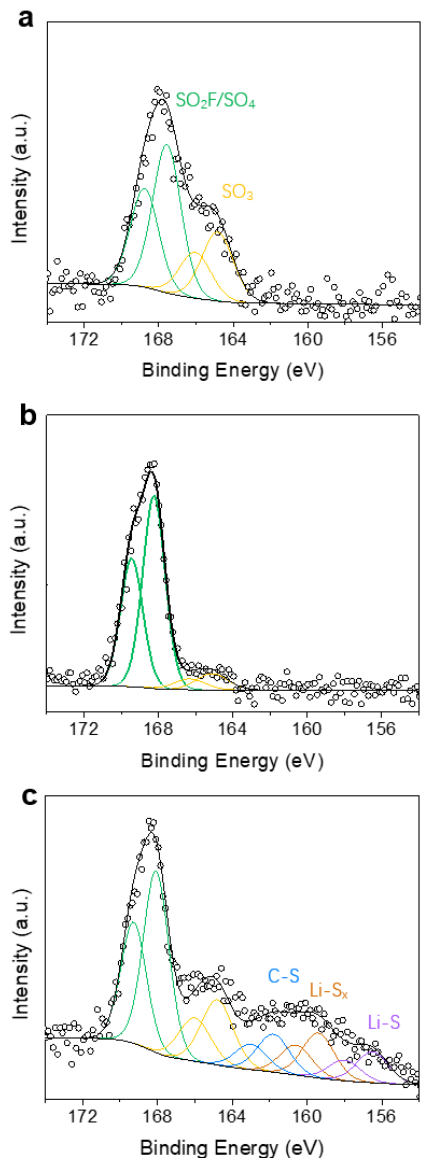 a
SO₂F/SO₄
SO₃
Intensity (a.u.)
172 168 164 160 156
Binding Energy (eV)
b
Intensity (a.u.)
172 168 164 160 156
Binding Energy (eV)
c
C-S
Li-Sₓ
Li-S
Intensity (a.u.)
172 168 164 160 156
Binding Energy (eV)